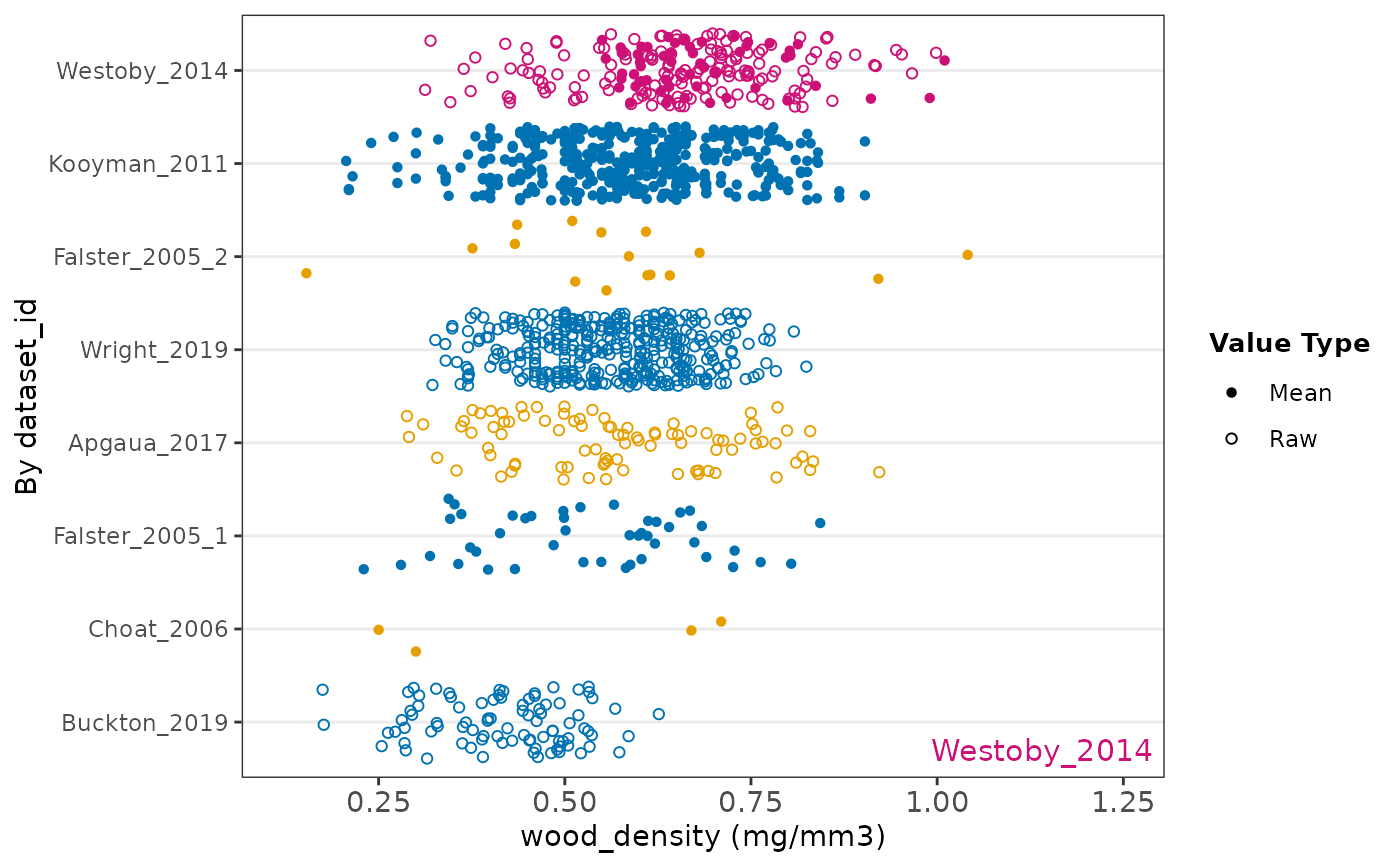 By dataset_id
Westoby_2014
Kooyman_2011
Falster_2005_2
Wright_2019
Apgaua_2017
Falster_2005_1
Choat_2006
Buckton_2019
Westoby_2014
0.25 0.50 0.75 1.00 1.25
wood_density (mg/mm3)
Value Type
Mean
Raw